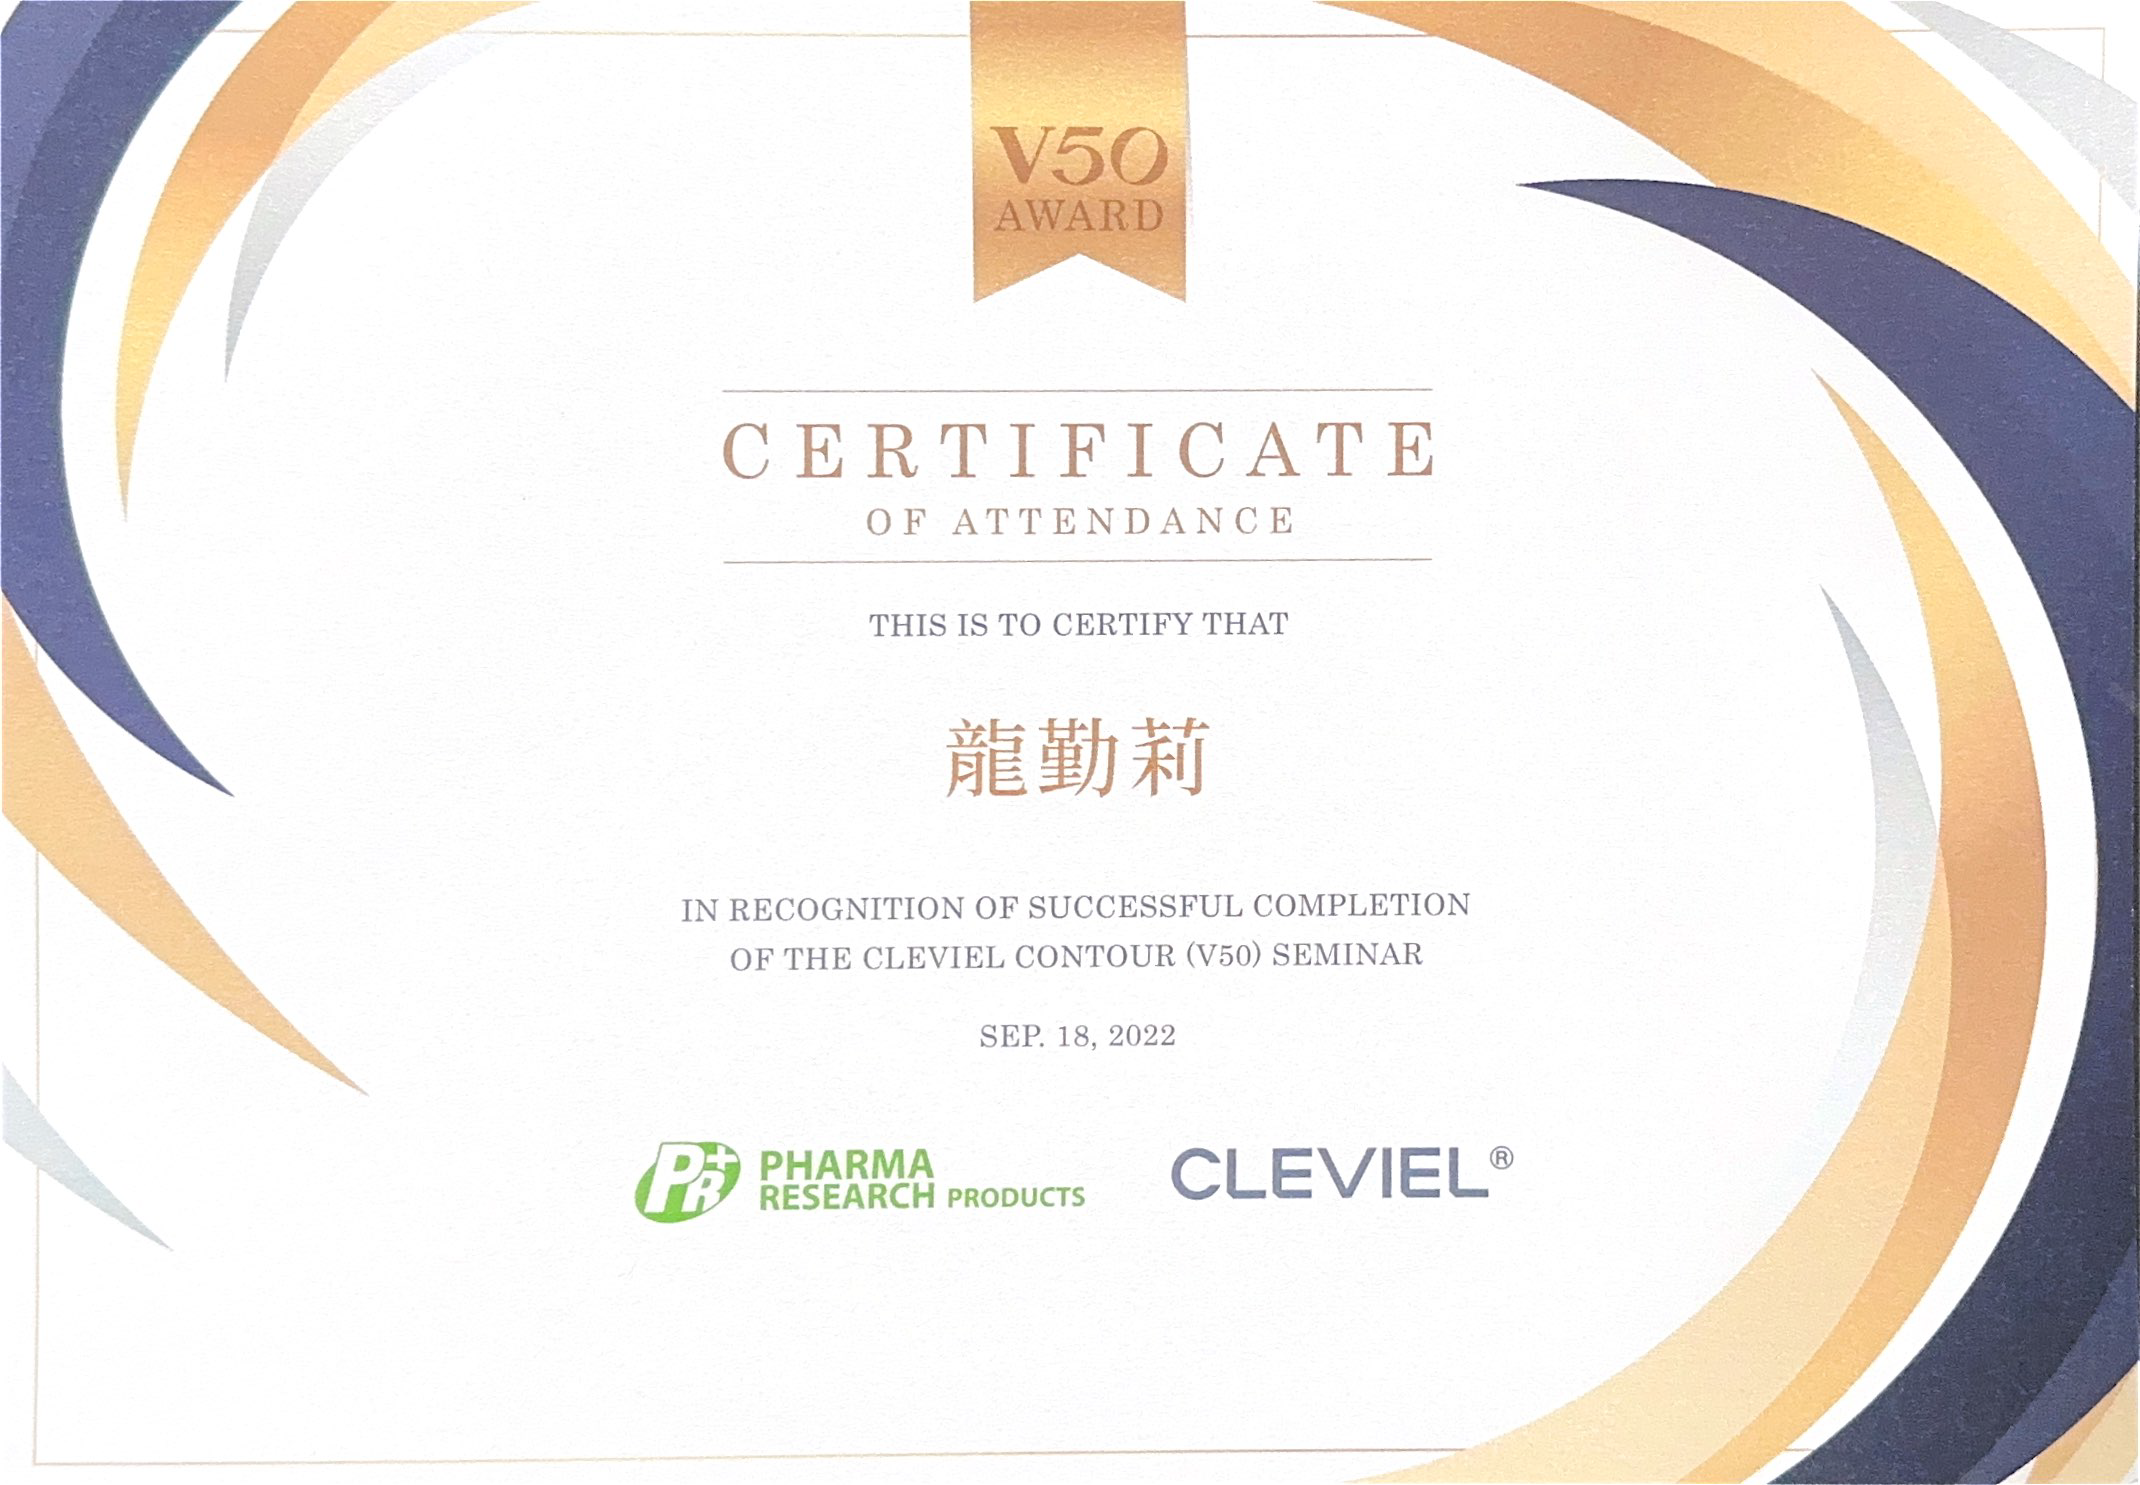 V50
AWARD
CERTIFICATE
OF ATTENDANCE
THIS IS TO CERTIFY THAT
龍勤莉
IN RECOGNITION OF SUCCESSFUL COMPLETION
OF THE CLEVIEL CONTOUR (V50) SEMINAR
SEP. 18, 2022
PR PHARMA
RESEARCH PRODUCTS
CLEVIEL®